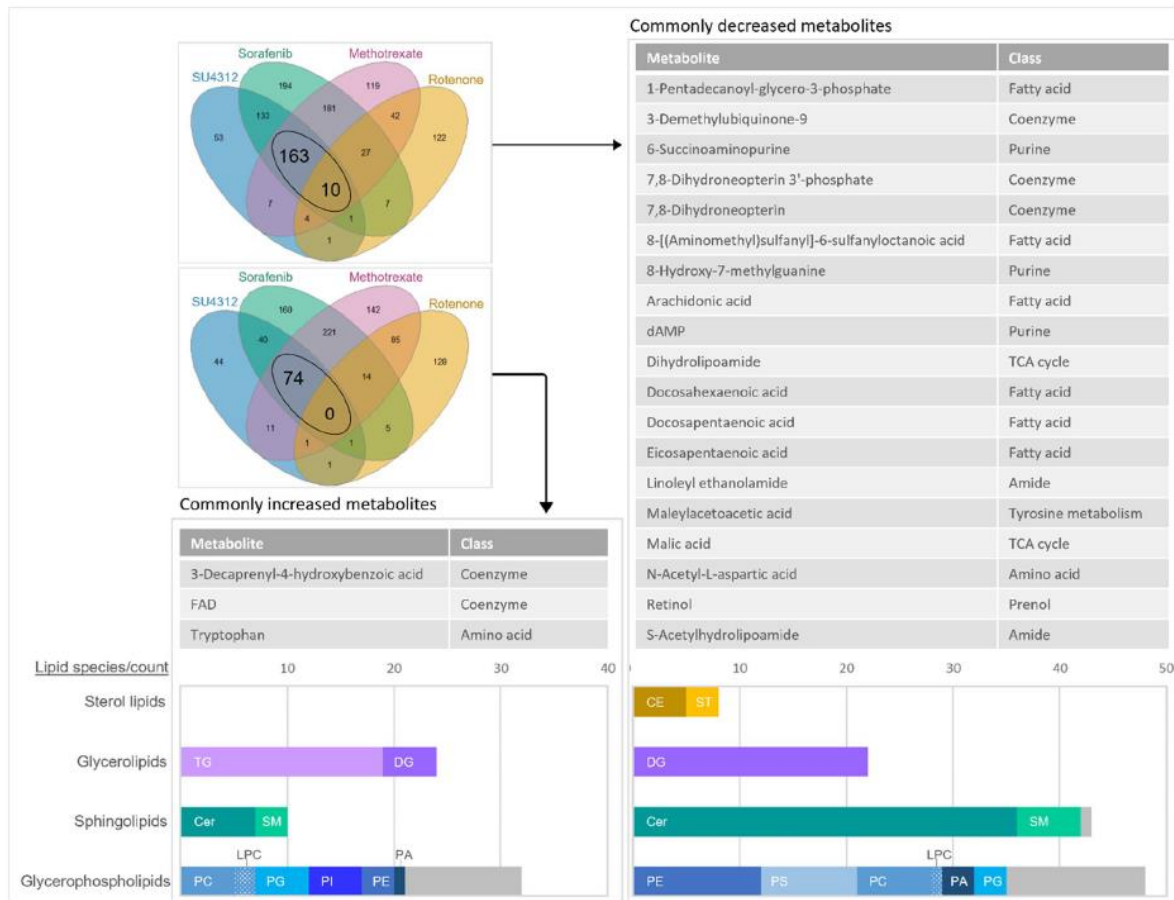 Commonly decreased metabolites
Sorafenib Methotrexate
SU4312 Rotenone
194 119
133 181 42
53 122
163 27
10
7 4 1 7
1
Sorafenib Methotrexate
SU4312 Rotenone
160 142
40 221 85
44 128
74 14
0
11 1 1 5
1
Metabolite Class
1-Pentadecanoyl-glycero-3-phosphate Fatty acid
3-Demethylubiquinone-9 Coenzyme
6-Succinoaminopurine Purine
7,8-Dihydroneopterin 3'-phosphate Coenzyme
7,8-Dihydroneopterin Coenzyme
8-[(Aminomethyl)sulfanyl]-6-sulfanyloctanoic acid Fatty acid
8-Hydroxy-7-methylguanine Purine
Arachidonic acid Fatty acid
dAMP Purine
Dihydrolipoamide TCA cycle
Docosahexaenoic acid Fatty acid
Docosapentaenoic acid Fatty acid
Eicosapentaenoic acid Fatty acid
Linoleyl ethanolamide Amide
Maleylacetoacetic acid Tyrosine metabolism
Malic acid TCA cycle
N-Acetyl-L-aspartic acid Amino acid
Retinol Prenol
S-Acetylhydrolipoamide Amide
Commonly increased metabolites
Metabolite Class
3-Decaprenyl-4-hydroxybenzoic acid Coenzyme
FAD Coenzyme
Tryptophan Amino acid
Lipid species/count 10 20 30 40 10 20 30 40 50
Sterol lipids CE ST
Glycerolipids TG DG DG
Sphingolipids Cer SM Cer SM
LPC PA LPC
Glycerophospholipids PC PG PI PE PE PS PC PA PG